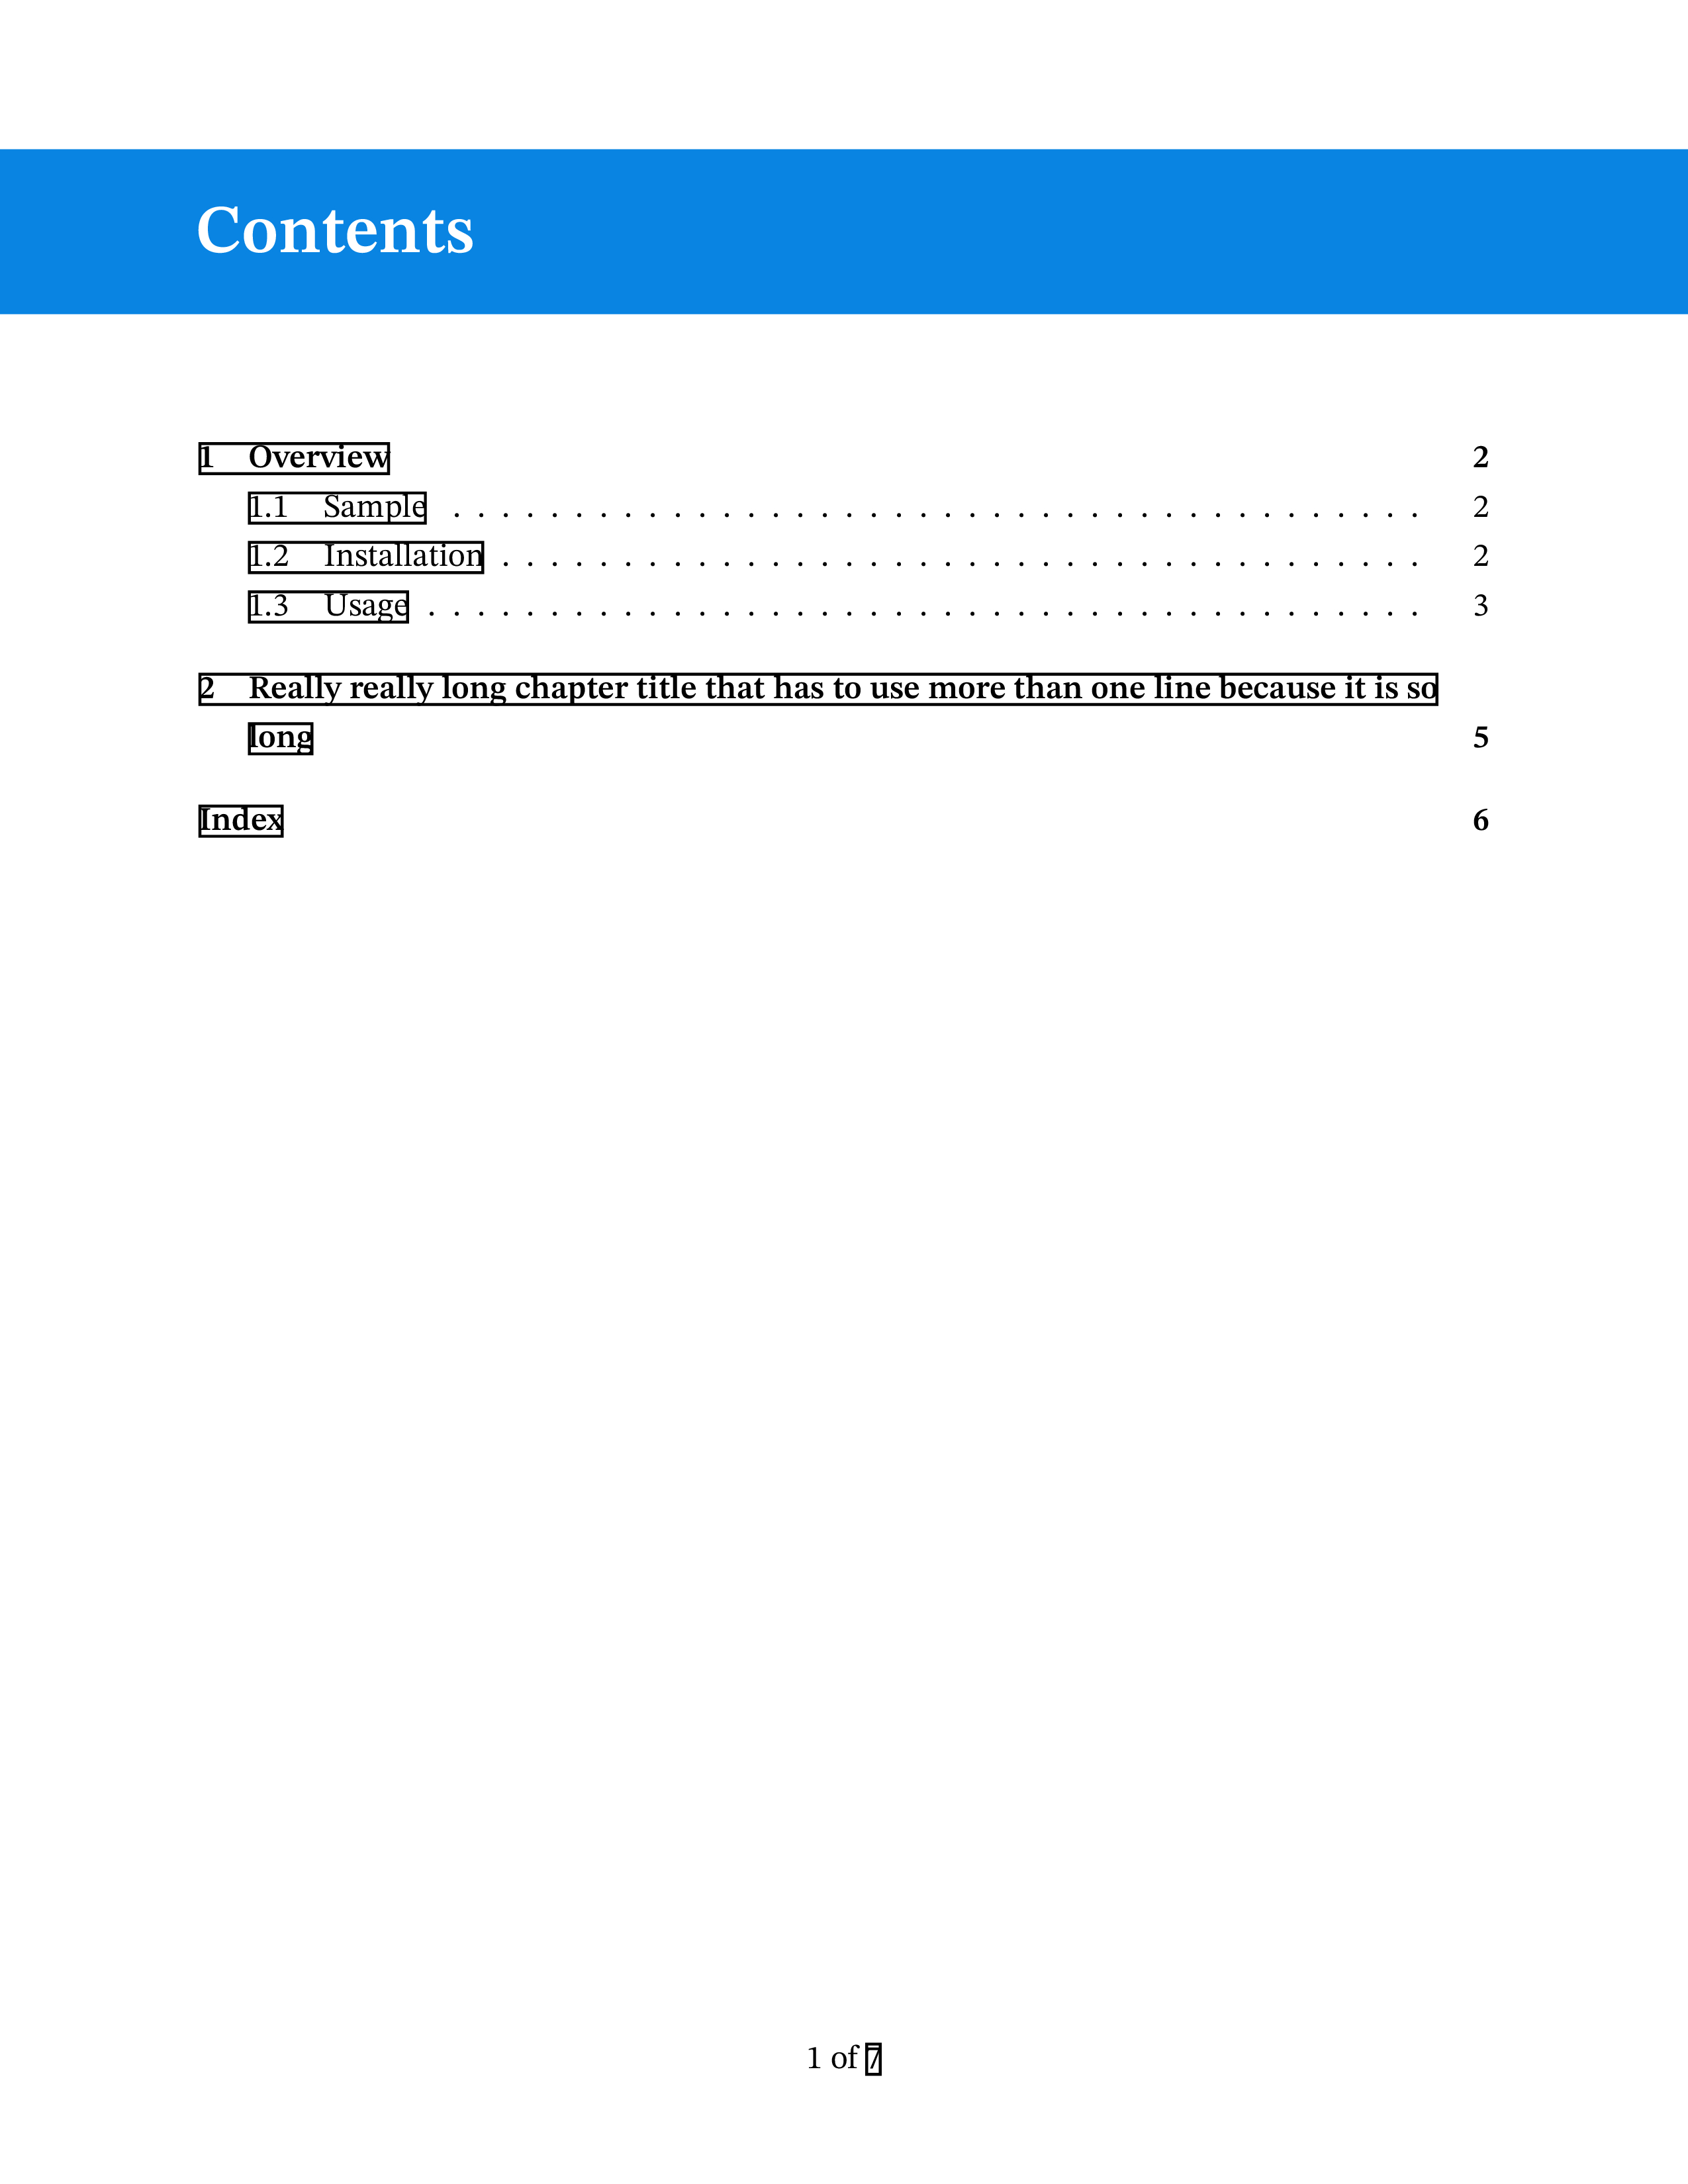 Contents
1 Overview 2
1.1 Sample . . . . . . . . . . . . . . . . . . . . . . . . . . . . . . . . . . . . . . . . 2
1.2 Installation . . . . . . . . . . . . . . . . . . . . . . . . . . . . . . . . . . . . . . 2
1.3 Usage . . . . . . . . . . . . . . . . . . . . . . . . . . . . . . . . . . . . . . . . . 3
2 Really really long chapter title that has to use more than one line because it is so
long 5
Index 6
1 of 7